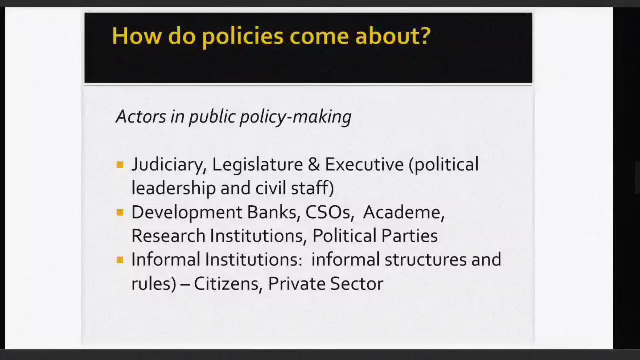 How do policies come about?
Actors in public policy-making
Judiciary, Legislature & Executive (political
leadership and civil staff)
Development Banks, CSOs, Academe,
Research Institutions, Political Parties
Informal Institutions: informal structures and
rules) – Citizens, Private Sector